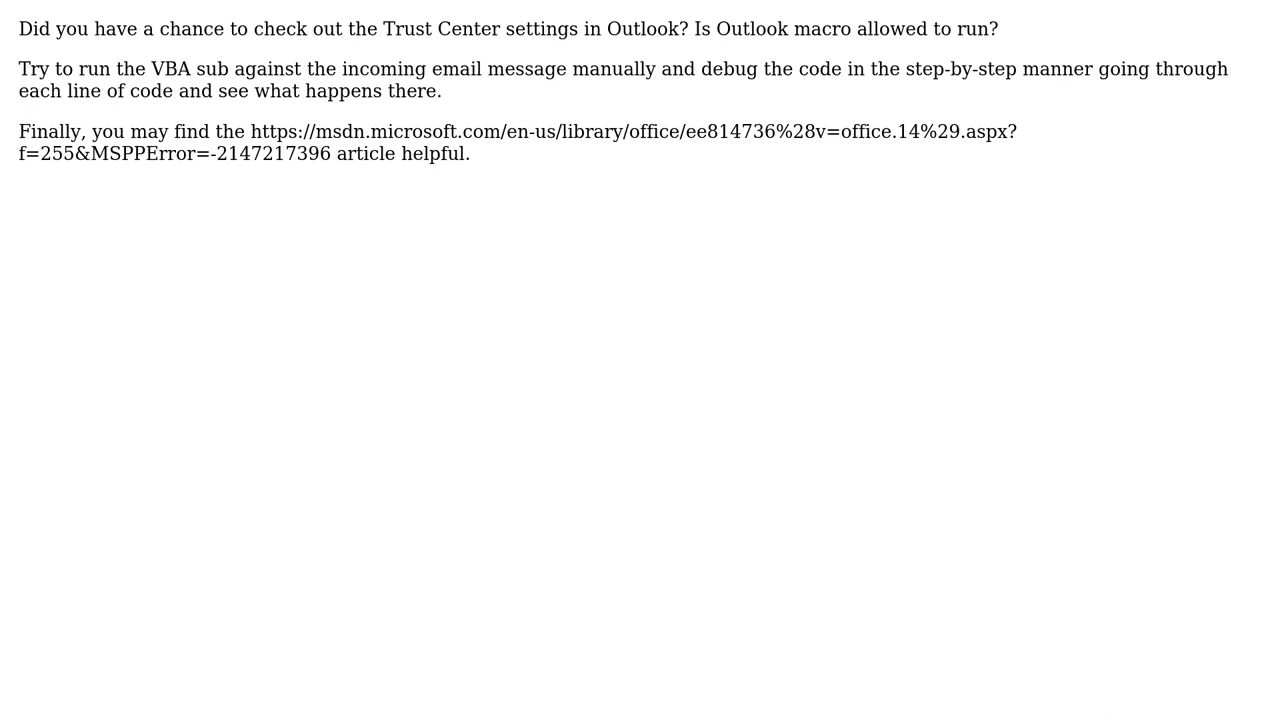 Did you have a chance to check out the Trust Center settings in Outlook? Is Outlook macro allowed to run?
Try to run the VBA sub against the incoming email message manually and debug the code in the step-by-step manner going through
each line of code and see what happens there.
Finally, you may find the https://msdn.microsoft.com/en-us/library/office/ee814736%28v=office.14%29.aspx?
f=255&MSPPError=-2147217396 article helpful.